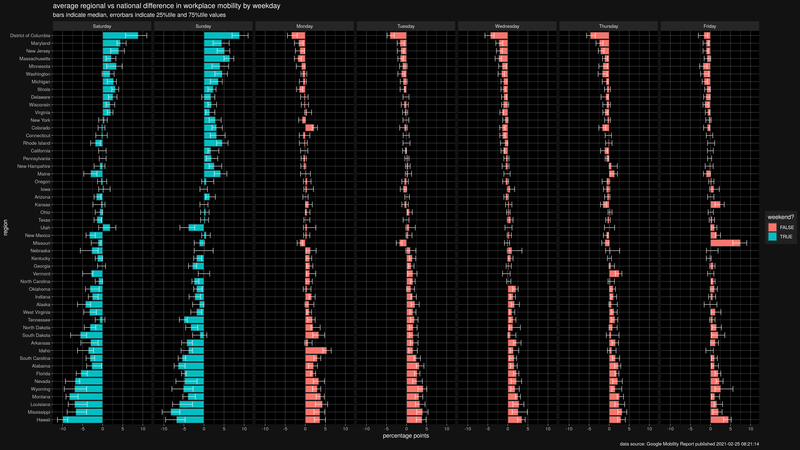 average regional vs national difference in workplace mobility by weekday
bars indicate median, errorbars indicate 25%tile and 75%tile values
Saturday Sunday Monday Tuesday Wednesday Thursday Friday
District of Columbia
Maryland
New Jersey
Massachusetts
Minnesota
Washington
Michigan
Illinois
Delaware
Wisconsin
Virginia
New York
Colorado
Connecticut
Rhode Island
California
Pennsylvania
New Hampshire
Maine
Oregon
Iowa
Arizona
Kansas
Ohio
Texas
Utah
New Mexico
Missouri
Nebraska
Kentucky
Georgia
Vermont
North Carolina
Oklahoma
Indiana
Alaska
West Virginia
Tennessee
North Dakota
South Dakota
Arkansas
Idaho
South Carolina
Alabama
Florida
Nevada
Wyoming
Montana
Louisiana
Mississippi
Hawaii
region
-10 -5 0 5 10 -10 -5 0 5 10 -10 -5 0 5 10 -10 -5 0 5 10 -10 -5 0 5 10 -10 -5 0 5 10 -10 -5 0 5 10
percentage points
weekend?
FALSE
TRUE
data source: Google Mobility Report published 2021-02-25 08:21:14